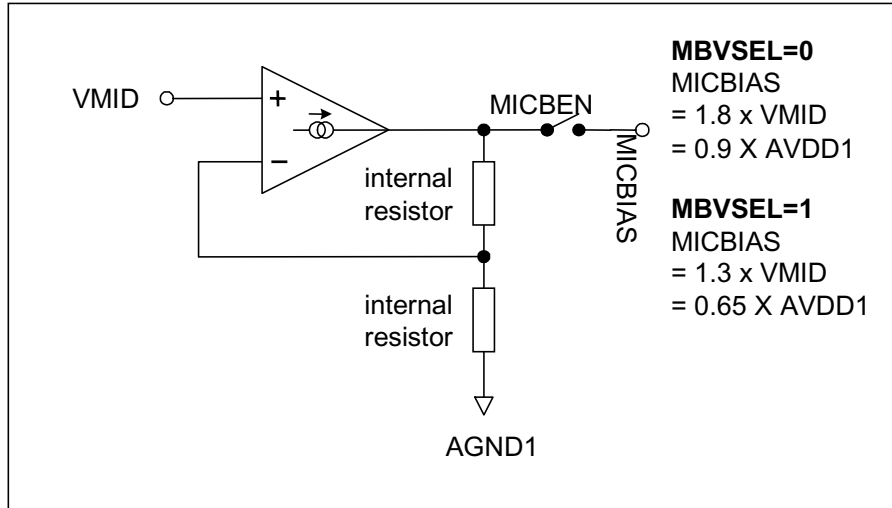 VMID
+
−
MICBEN
MICBIAS
internal
resistor
internal
resistor
AGND1
MBVSEL=0
MICBIAS
= 1.8 x VMID
= 0.9 X AVDD1
MBVSEL=1
MICBIAS
= 1.3 x VMID
= 0.65 X AVDD1